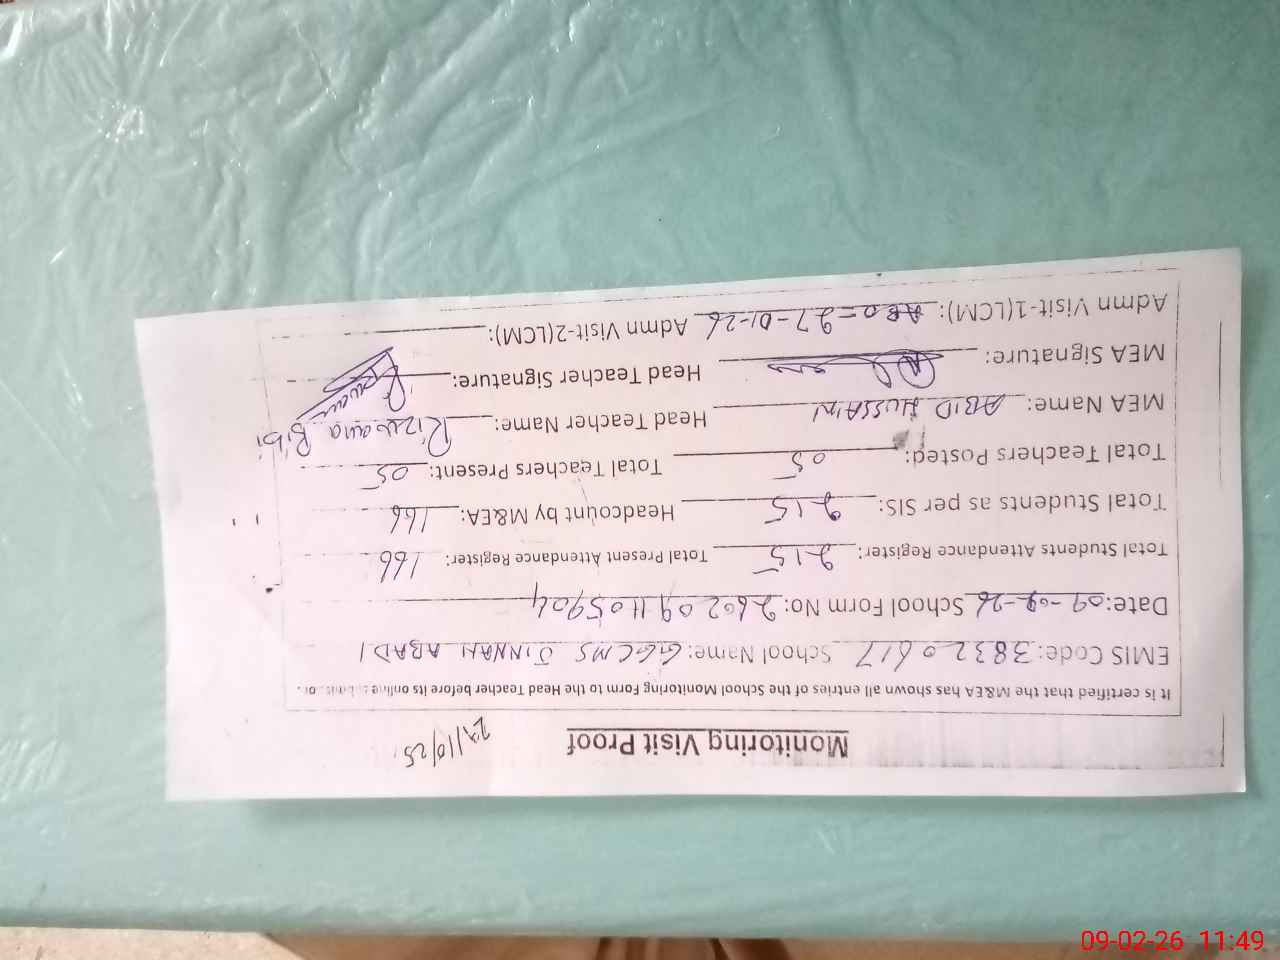 Monitoring Visit Proof
27/10/25
It is certified that the M&EA has shown all entries of the School Monitoring Form to the Head Teacher before its online
EMIS Code: 38320617 School Name: GGCMS JINNAH ABADI
Date: 09-02-26 School Form No: 2602091105904
Total Students Attendance Register: 215 Total Present Attendance Register: 166
Total Students as per SIS: 215 Headcount by M&EA: 166
Total Teachers Posted: 05 Total Teachers Present: 05
MEA Name: ABID HUSSAIN Head Teacher Name: Rizwana Bibi
MEA Signature: Head Teacher Signature:
Admn Visit-1(LCM): ABO = 27-01-26 Admn Visit-2(LCM):
09-02-26 11:49